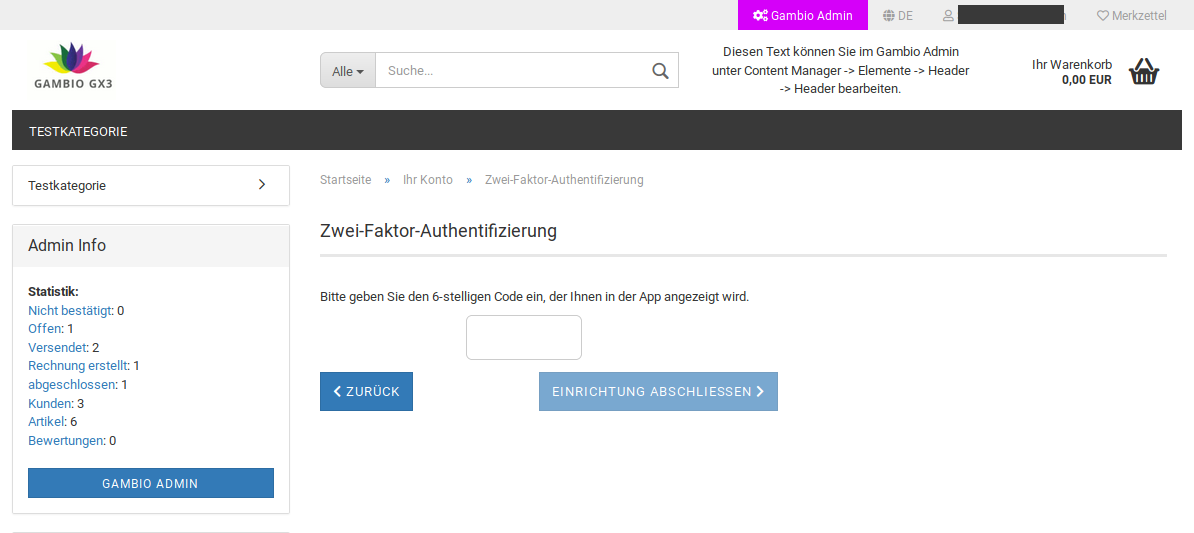 Gambio Admin
DE
Merkzettel
GAMBIO GX3
Alle
Suche...
Diesen Text können Sie im Gambio Admin
unter Content Manager -> Elemente -> Header
-> Header bearbeiten.
Ihr Warenkorb
0,00 EUR
TESTKATEGORIE
Testkategorie
Startseite » Ihr Konto » Zwei-Faktor-Authentifizierung
Zwei-Faktor-Authentifizierung
Admin Info
Statistik:
Nicht bestätigt: 0
Offen: 1
Versendet: 2
Rechnung erstellt: 1
abgeschlossen: 1
Kunden: 3
Artikel: 6
Bewertungen: 0
GAMBIO ADMIN
Bitte geben Sie den 6-stelligen Code ein, der Ihnen in der App angezeigt wird.
ZURÜCK
EINRICHTUNG ABSCHLIESSEN